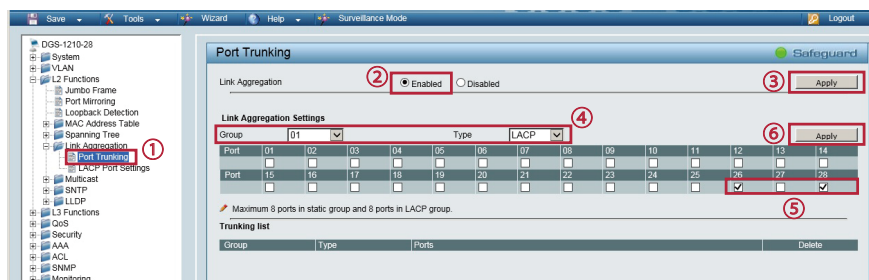 Save Tools Wizard Help Surveillance Mode Logout
DGS-1210-28
System
VLAN
L2 Functions
Jumbo Frame
Port Mirroring
Loopback Detection
MAC Address Table
Spanning Tree
Link Aggregation
Port Trunking ①
LACP Port Settings
Multicast
SNTP
LLDP
L3 Functions
QoS
Security
AAA
ACL
SNMP
Monitoring
Port Trunking Safeguard
Link Aggregation ② Enabled Disabled ③ Apply
Link Aggregation Settings ④
Group 01 Type LACP ⑥ Apply
Port 01 02 03 04 05 06 07 08 09 10 11 12 13 14
Port 15 16 17 18 19 20 21 22 23 24 25 26 27 28
⑤
Maximum 8 ports in static group and 8 ports in LACP group.
Trunking list
Group Type Ports Delete